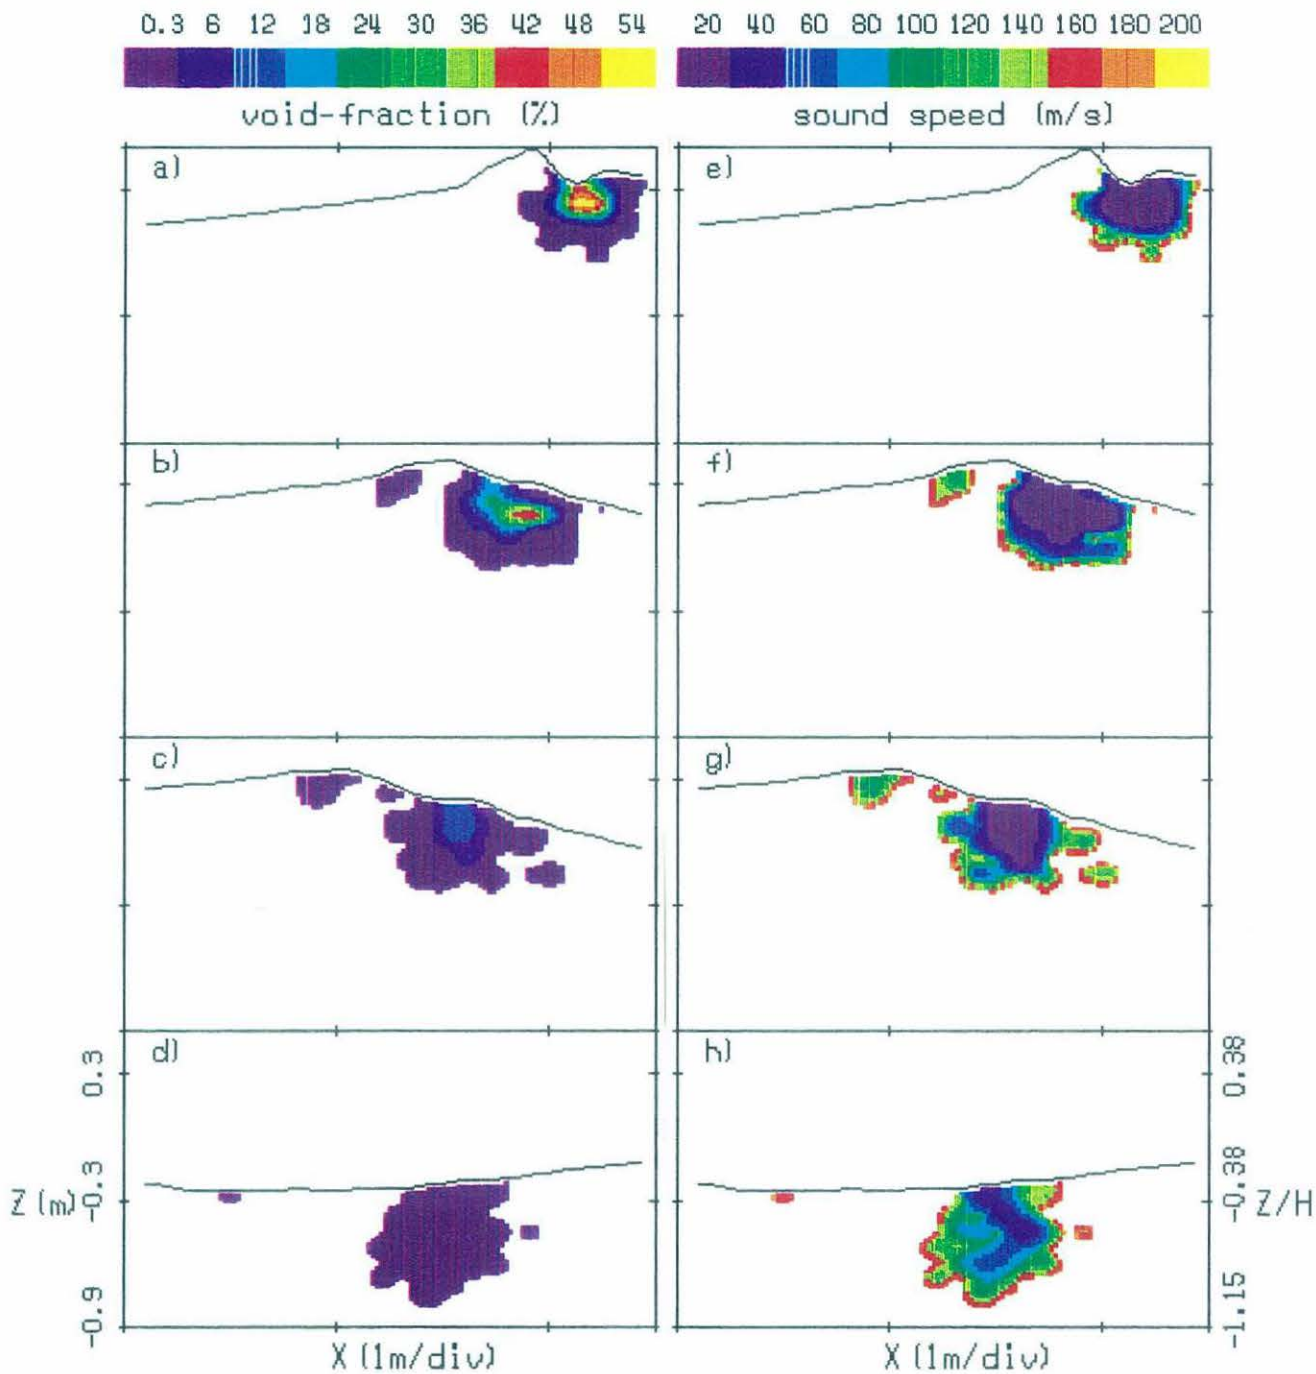 0.3 6 12 18 24 30 36 42 48 54
20 40 60 80 100 120 140 160 180 200
void-fraction (%)
sound speed (m/s)
a)
e)
b)
f)
c)
g)
d)
h)
0.3
-0.3
-0.9
Z (m)
0.38
-0.38
-1.15
Z/H
X (1m/div)
X (1m/div)